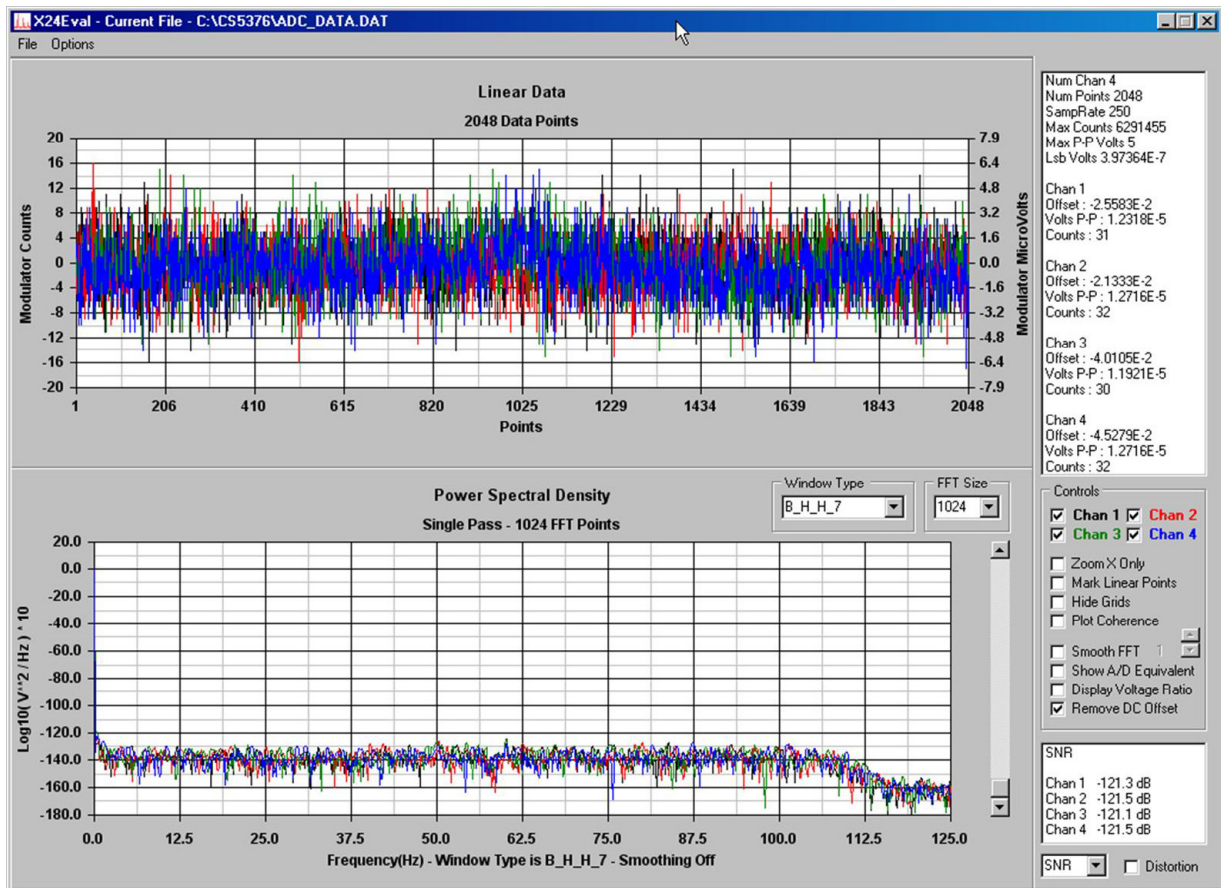 X24Eval - Current File - C:\CS5376\ADC_DATA.DAT
File Options
Linear Data
2048 Data Points
Modulator Counts
20
16
12
8
4
0
-4
-8
-12
-16
-20
7.9
6.4
4.8
3.2
1.6
0.0
-1.6
-3.2
-4.8
-6.4
-7.9
Modulator MicroVolts
1 206 410 615 820 1025 1229 1434 1639 1843 2048
Points
Num Chan 4
Num Points 2048
SampRate 250
Max Counts 6291455
Max P-P Volts 5
Lsb Volts 3.97364E-7
Chan 1
Offset : -2.5583E-2
Volts P-P : 1.2318E-5
Counts : 31
Chan 2
Offset : -2.1333E-2
Volts P-P : 1.2716E-5
Counts : 32
Chan 3
Offset : -4.0105E-2
Volts P-P : 1.1921E-5
Counts : 30
Chan 4
Offset : -4.5279E-2
Volts P-P : 1.2716E-5
Counts : 32
Power Spectral Density
Single Pass - 1024 FFT Points
Window Type
B_H_H_7
FFT Size
1024
Log10( V**2 / Hz ) * 10
20.0
0.0
-20.0
-40.0
-60.0
-80.0
-100.0
-120.0
-140.0
-160.0
-180.0
0.0 12.5 25.0 37.5 50.0 62.5 75.0 87.5 100.0 112.5 125.0
Frequency(Hz) - Window Type is B_H_H_7 - Smoothing Off
Controls
Chan 1 Chan 2
Chan 3 Chan 4
Zoom X Only
Mark Linear Points
Hide Grids
Plot Coherence
Smooth FFT 1
Show A/D Equivalent
Display Voltage Ratio
Remove DC Offset
SNR
Chan 1 -121.3 dB
Chan 2 -121.5 dB
Chan 3 -121.1 dB
Chan 4 -121.5 dB
SNR Distortion